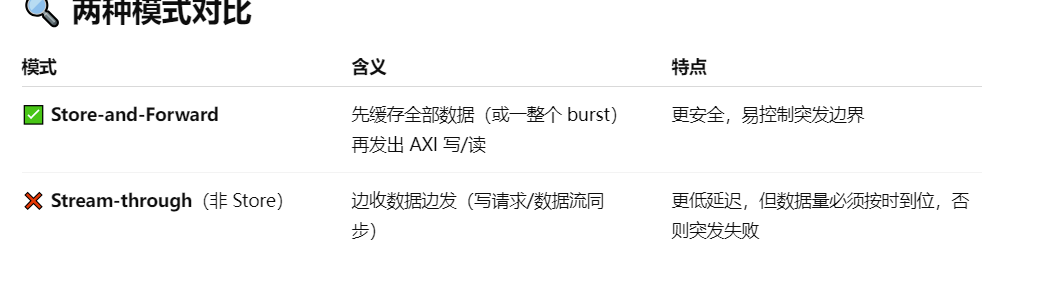 两种模式对比
模式 含义 特点
Store-and-Forward 先缓存全部数据（或一整个 burst） 更安全，易控制突发边界
再发出 AXI 写/读
Stream-through（非 Store） 边收数据边发（写请求/数据流同 更低延迟，但数据量必须按时到位，否
步） 则突发失败